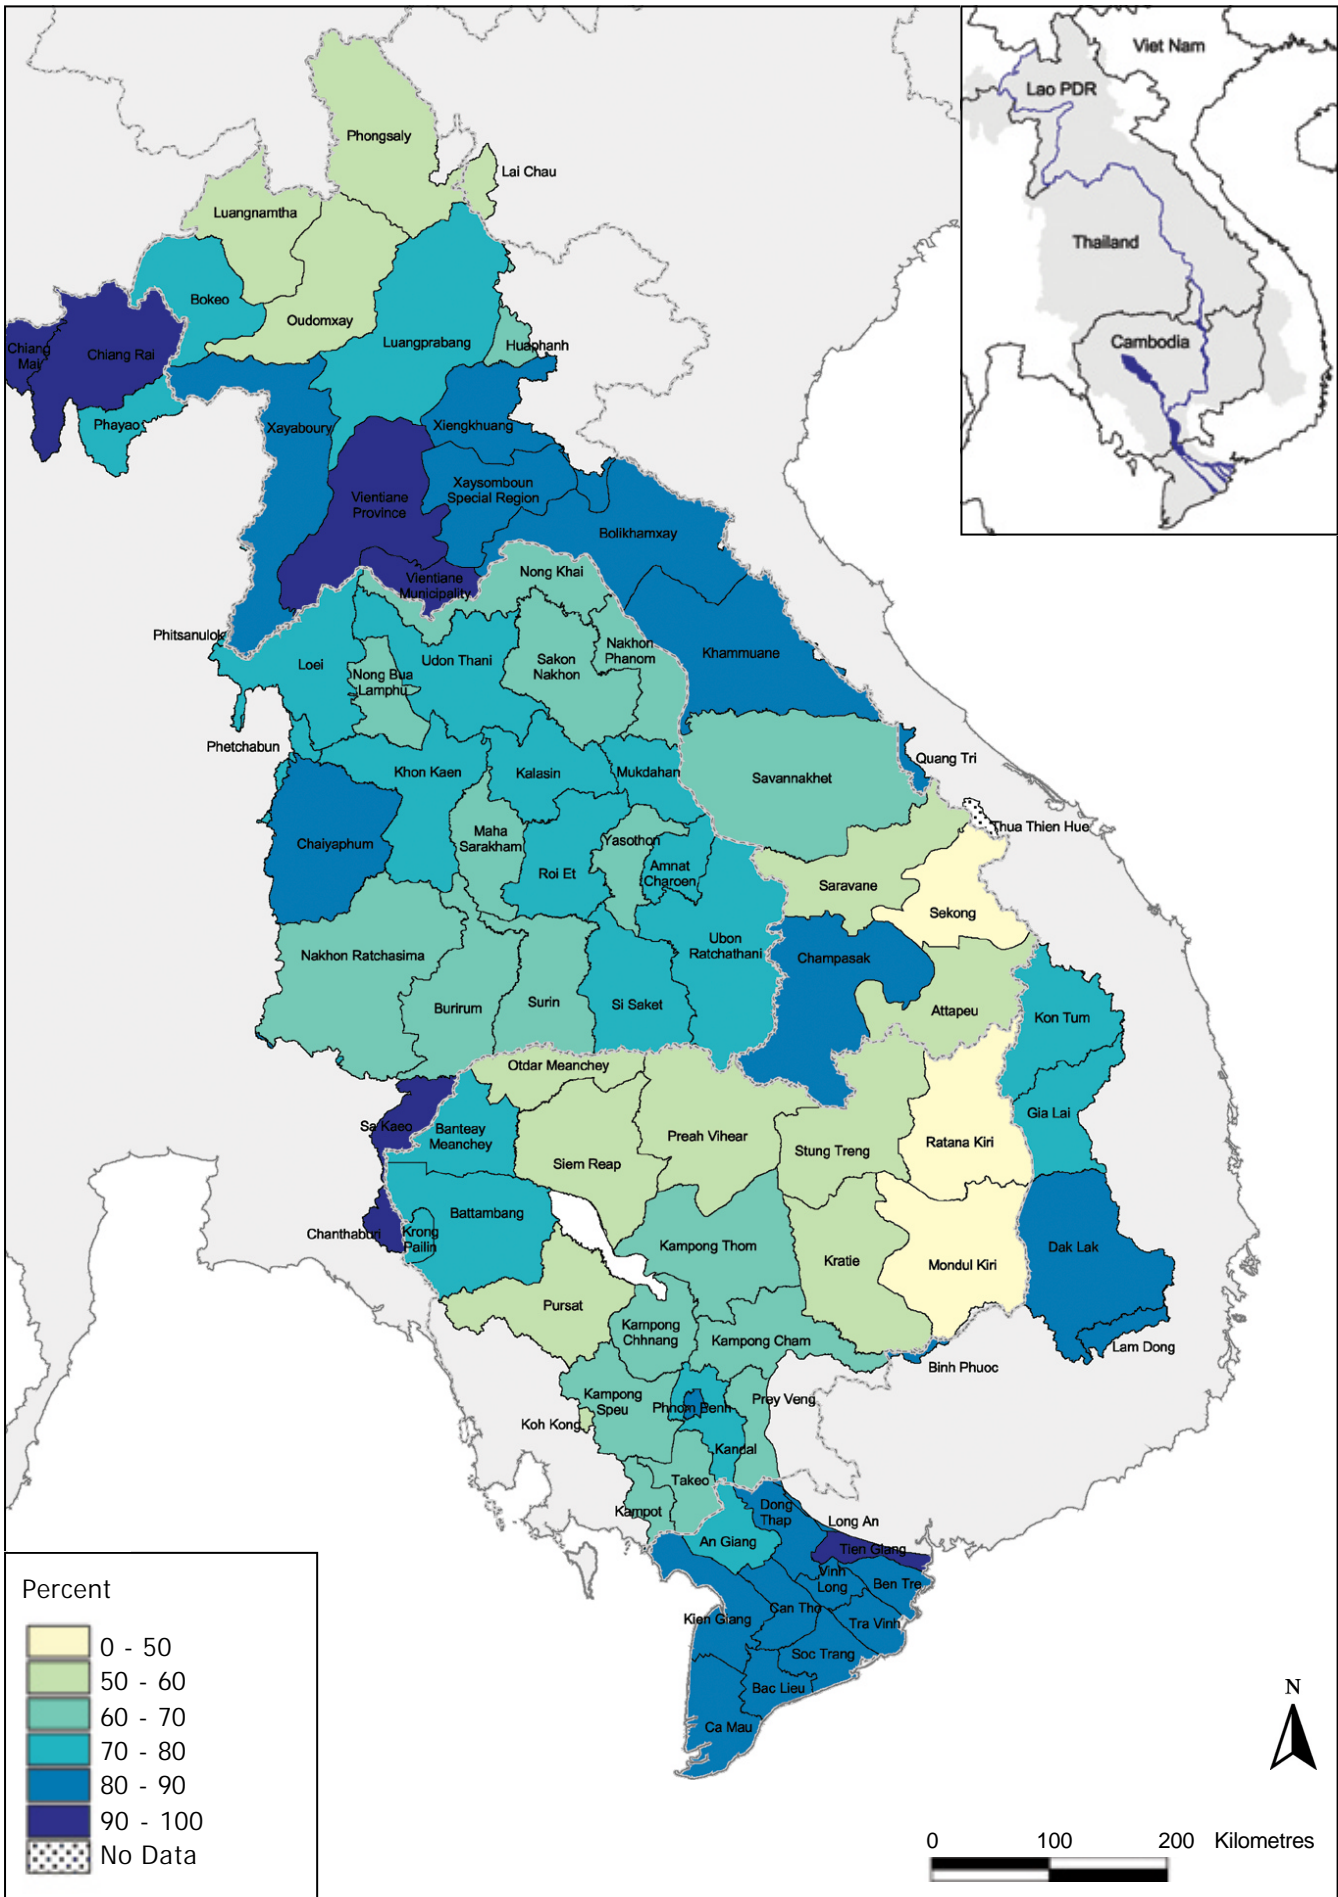 Viet Nam
Lao PDR
Thailand
Cambodia
Phongsaly
Lai Chau
Luangnamtha
Bokeo
Oudomxay
Luangprabang
Huaphanh
Chiang
Mai
Chiang Rai
Phayao
Xayaboury
Xiengkhuang
Vientiane
Province
Xaysomboun
Special Region
Bolikhamxay
Vientiane
Municipality
Nong Khai
Phitsanulok
Loei
Nong Bua
Lamphu
Udon Thani
Sakon
Nakhon
Nakhon
Phanom
Khammuane
Phetchabun
Khon Kaen
Kalasin
Mukdahan
Savannakhet
Quang Tri
Thua Thien Hue
Chaiyaphum
Maha
Sarakham
Roi Et
Yasothon
Amnat
Charoen
Saravane
Sekong
Nakhon Ratchasima
Burirum
Surin
Si Saket
Ubon
Ratchathani
Champasak
Attapeu
Kon Tum
Otdar Meanchey
Sa Kaeo
Banteay
Meanchey
Siem Reap
Preah Vihear
Stung Treng
Ratana Kiri
Gia Lai
Chanthaburi
Krong
Pailin
Battambang
Kampong Thom
Kratie
Mondul Kiri
Dak Lak
Pursat
Kampong
Chhnang
Kampong Cham
Binh Phuoc
Lam Dong
Kampong
Speu
Koh Kong
Phnom Penh
Prey Veng
Kandal
Takeo
Kampot
An Giang
Dong
Thap
Long An
Tien Giang
Vinh
Long
Ben Tre
Kien Giang
Can Tho
Tra Vinh
Soc Trang
Bac Lieu
Ca Mau
Percent
0 - 50
50 - 60
60 - 70
70 - 80
80 - 90
90 - 100
No Data
N
0 100 200 Kilometres